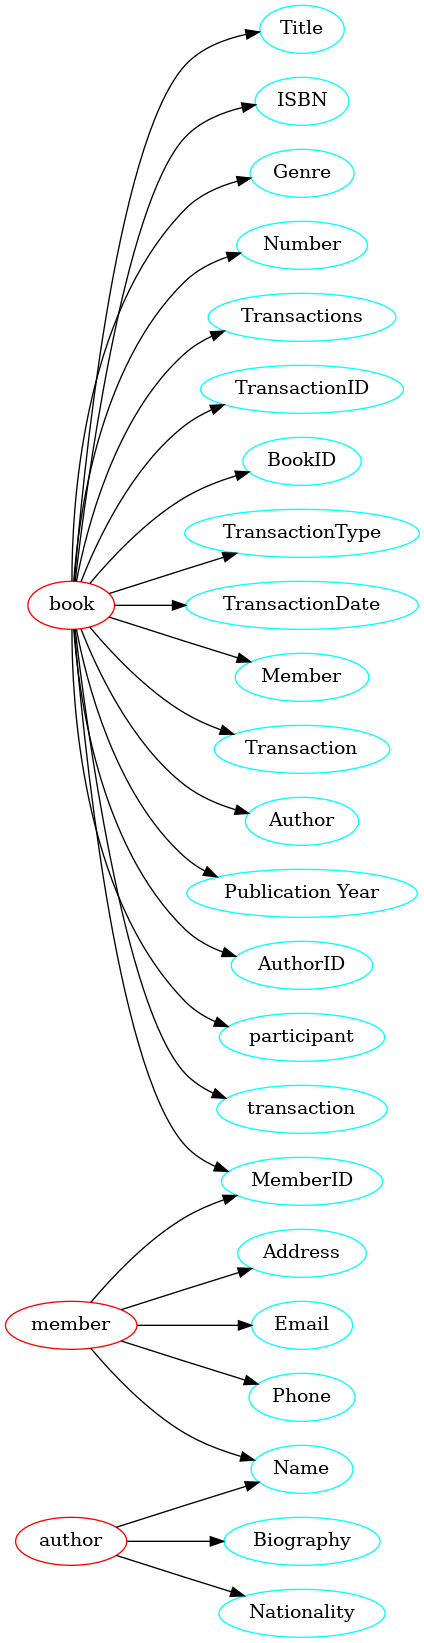 Title
ISBN
Genre
Number
Transactions
TransactionID
BookID
TransactionType
book
TransactionDate
Member
Transaction
Author
Publication Year
AuthorID
participant
transaction
MemberID
Address
member
Email
Phone
Name
author
Biography
Nationality